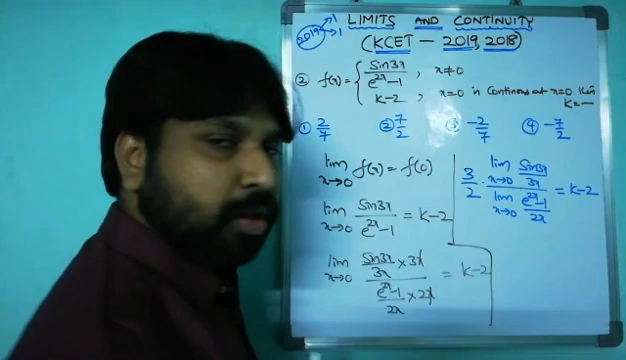 LIMITS AND CONTINUITY
2019 → 1
→ 1
(KCET — 2019, 2018)
② f(x) = { Sin3x / e^2x − 1 , x ≠ 0
K−2 , x=0 is Continuous at x=0 then
K = —
① 2/7 ② 7/2 ③ −2/7 ④ −7/2
lim x→0 f(x) = f(0)
lim x→0 Sin3x / e^2x − 1 = K−2
lim x→0 (Sin3x / 3x × 3x) / (e^2x − 1 / 2x × 2x) = K−2
3/2 · (lim x→0 Sin3x / 3x) / (lim x→0 e^2x − 1 / 2x) = K−2